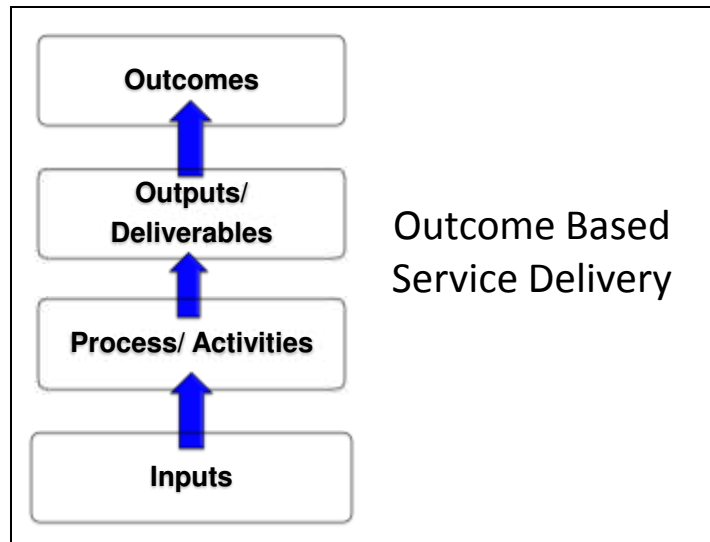 Outcomes
Outputs/
Deliverables
Process/ Activities
Inputs
Outcome Based
Service Delivery